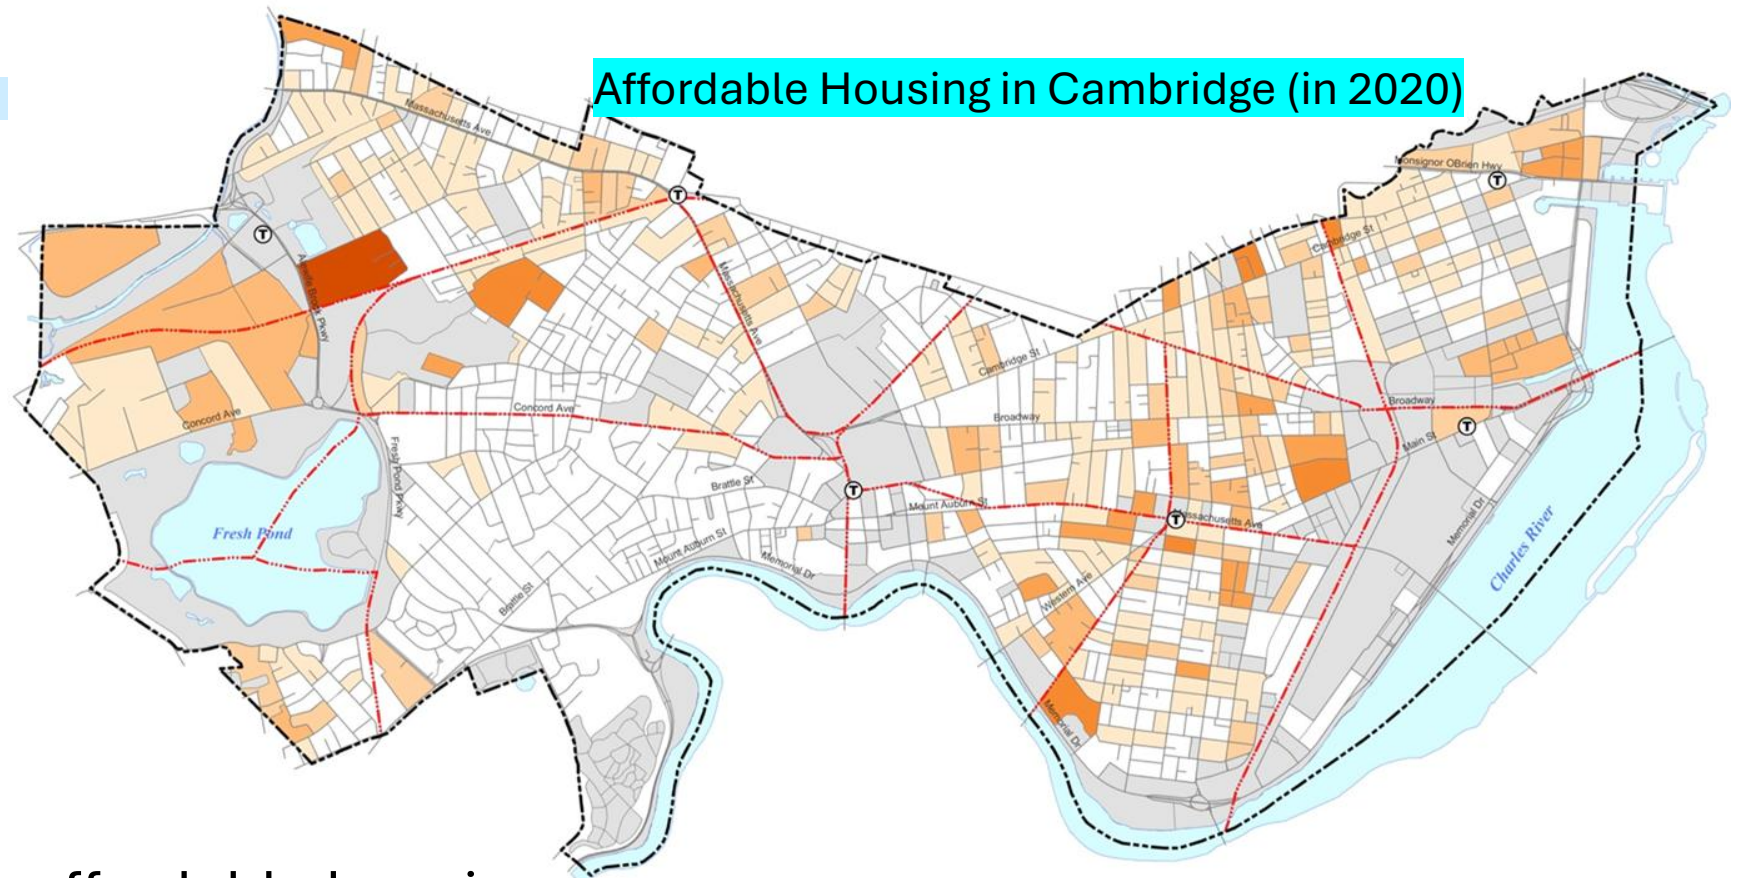 Affordable Housing in Cambridge (in 2020)
Massachusetts Ave
Monsignor OBrien Hwy
T
T
Cambridge St
T
Alewife Brook Pkwy
Massachusetts Ave
Cambridge St
Concord Ave
Concord Ave
Broadway
Broadway
Main St
T
Fresh Pond Pkwy
Brattle St
T
Mount Auburn St
Massachusetts Ave
T
Memorial Dr
Charles River
Fresh Pond
Mount Auburn St
Memorial Dr
Brattle St
Western Ave
Memorial Dr